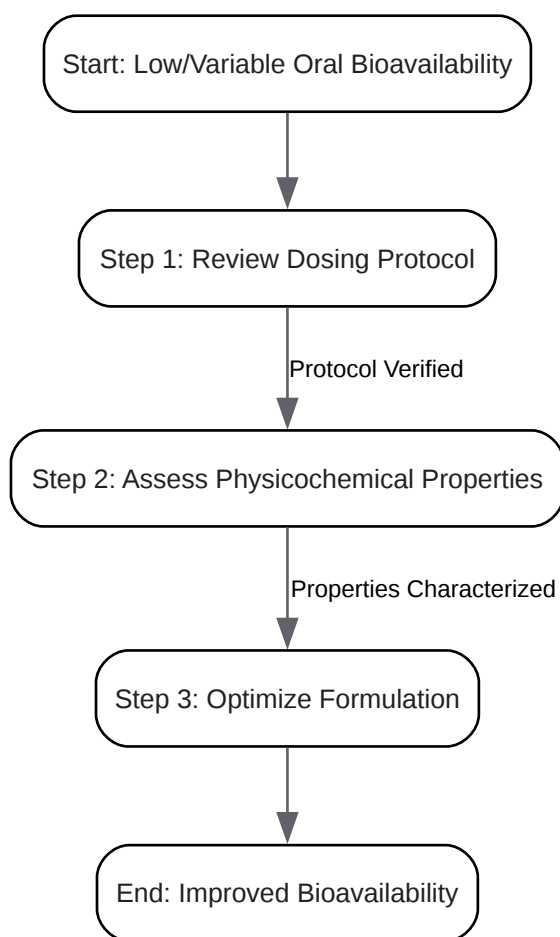 Start: Low/Variable Oral Bioavailability
Step 1: Review Dosing Protocol
Protocol Verified
Step 2: Assess Physicochemical Properties
Properties Characterized
Step 3: Optimize Formulation
End: Improved Bioavailability